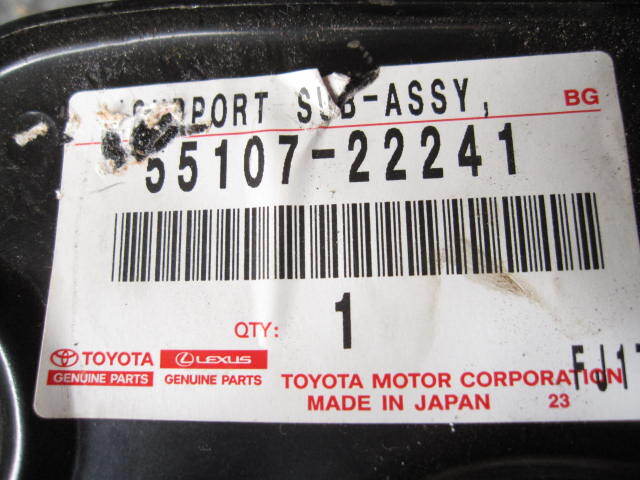 SUPPORT SUB-ASSY, BG
55107-22241
QTY: 1
TOYOTA LEXUS
GENUINE PARTS GENUINE PARTS
TOYOTA MOTOR CORPORATION
MADE IN JAPAN 23
FJ17